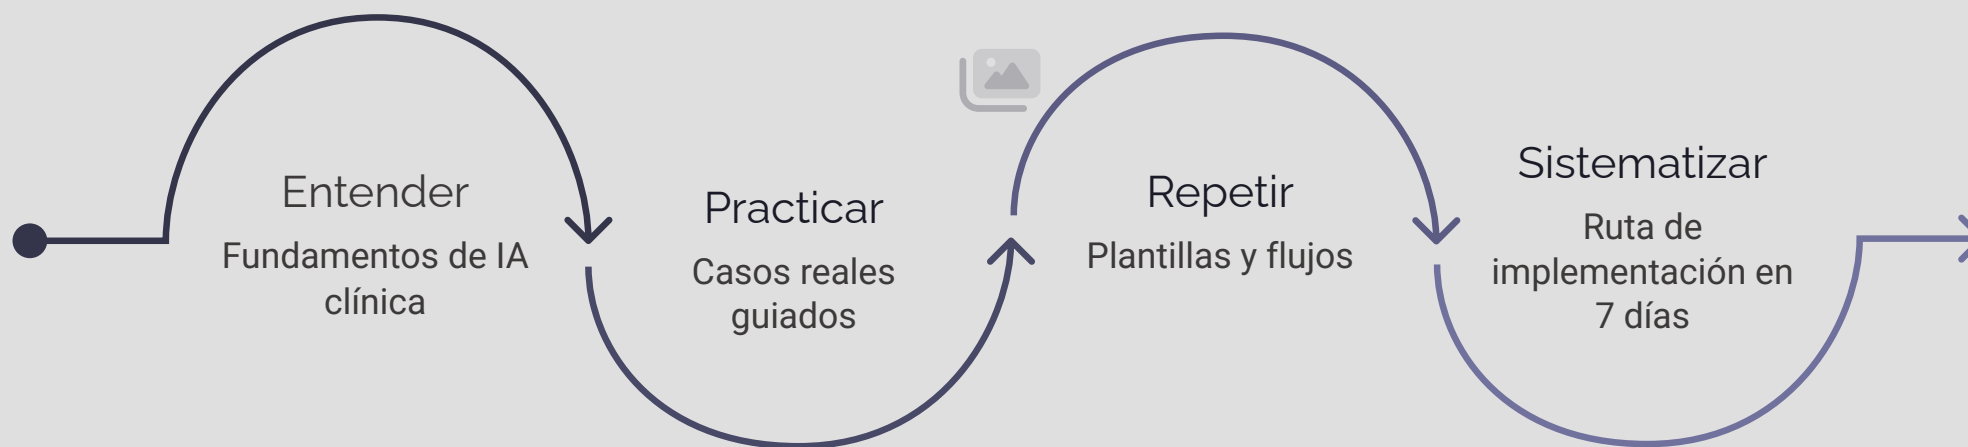 Entender
Fundamentos de IA
clínica
Practicar
Casos reales
guiados
Repetir
Plantillas y flujos
Sistematizar
Ruta de
implementación en
7 días